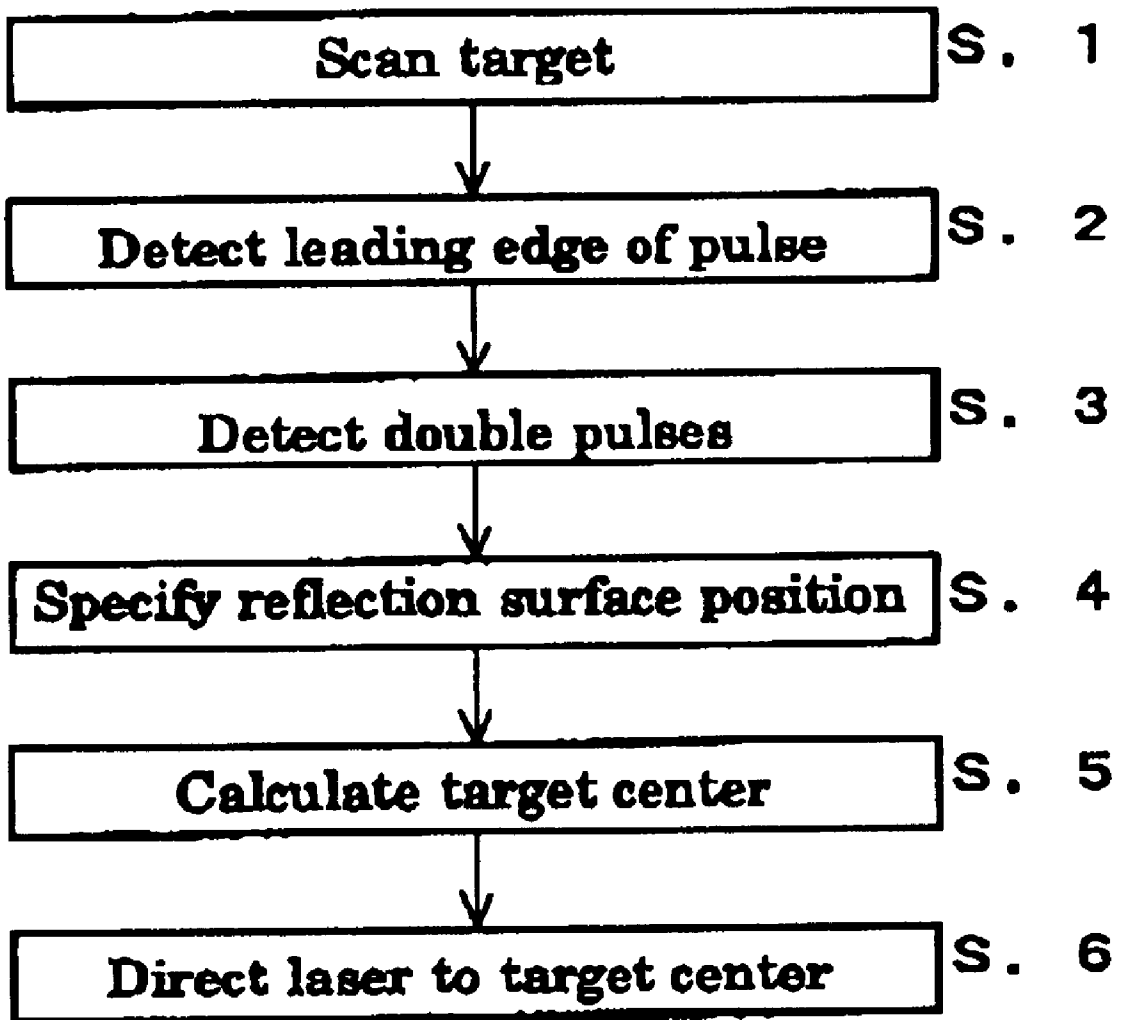 Scan target S. 1
Detect leading edge of pulse S. 2
Detect double pulses S. 3
Specify reflection surface position S. 4
Calculate target center S. 5
Direct laser to target center S. 6